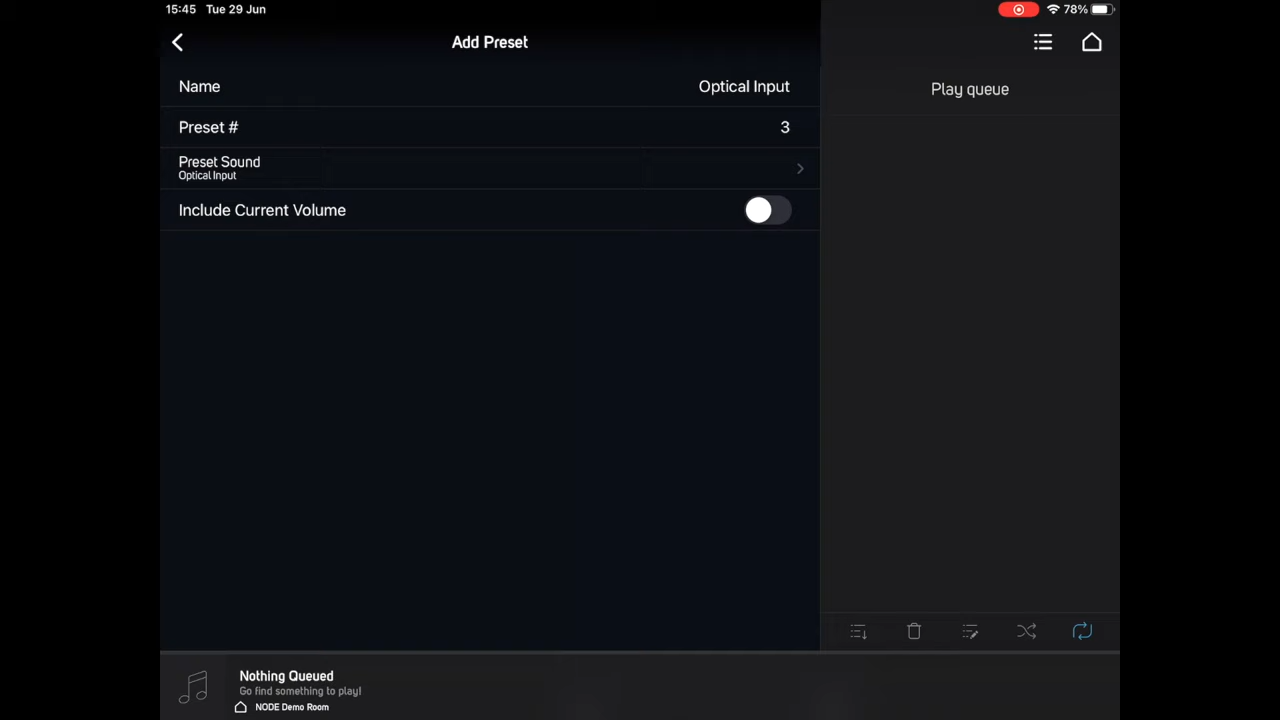 15:45 Tue 29 Jun
78%
Add Preset
Name
Optical Input
Preset #
3
Preset Sound
Optical Input
Include Current Volume
Play queue
Nothing Queued
Go find something to play!
NODE Demo Room